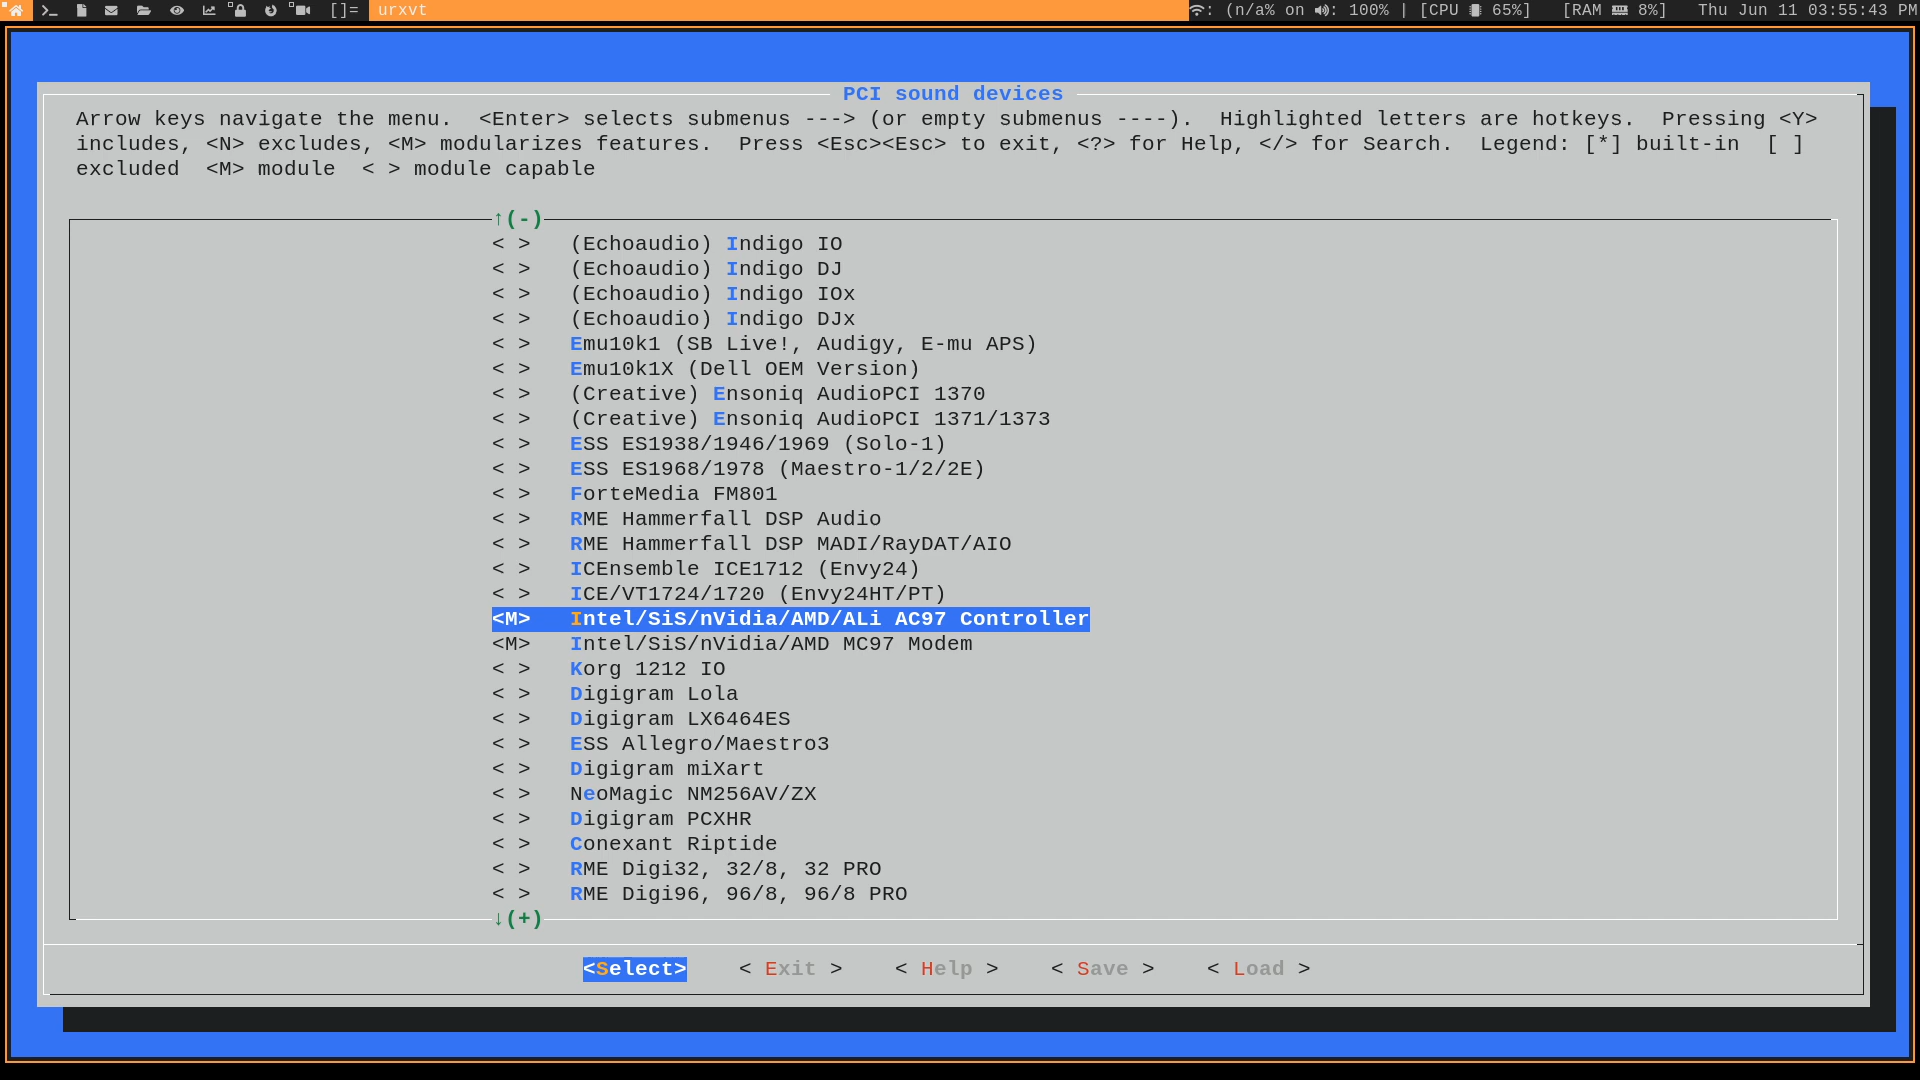 []= urxvt : (n/a% on : 100% | [CPU 65%] [RAM 8%] Thu Jun 11 03:55:43 PM
PCI sound devices
Arrow keys navigate the menu.  <Enter> selects submenus ---> (or empty submenus ----).  Highlighted letters are hotkeys.  Pressing <Y>
includes, <N> excludes, <M> modularizes features.  Press <Esc><Esc> to exit, <?> for Help, </> for Search.  Legend: [*] built-in  [ ]
excluded  <M> module  < > module capable
↑(-)
< >   (Echoaudio) Indigo IO
< >   (Echoaudio) Indigo DJ
< >   (Echoaudio) Indigo IOx
< >   (Echoaudio) Indigo DJx
< >   Emu10k1 (SB Live!, Audigy, E-mu APS)
< >   Emu10k1X (Dell OEM Version)
< >   (Creative) Ensoniq AudioPCI 1370
< >   (Creative) Ensoniq AudioPCI 1371/1373
< >   ESS ES1938/1946/1969 (Solo-1)
< >   ESS ES1968/1978 (Maestro-1/2/2E)
< >   ForteMedia FM801
< >   RME Hammerfall DSP Audio
< >   RME Hammerfall DSP MADI/RayDAT/AIO
< >   ICEnsemble ICE1712 (Envy24)
< >   ICE/VT1724/1720 (Envy24HT/PT)
<M>   Intel/SiS/nVidia/AMD/ALi AC97 Controller
<M>   Intel/SiS/nVidia/AMD MC97 Modem
< >   Korg 1212 IO
< >   Digigram Lola
< >   Digigram LX6464ES
< >   ESS Allegro/Maestro3
< >   Digigram miXart
< >   NeoMagic NM256AV/ZX
< >   Digigram PCXHR
< >   Conexant Riptide
< >   RME Digi32, 32/8, 32 PRO
< >   RME Digi96, 96/8, 96/8 PRO
↓(+)
<Select>    < Exit >    < Help >    < Save >    < Load >